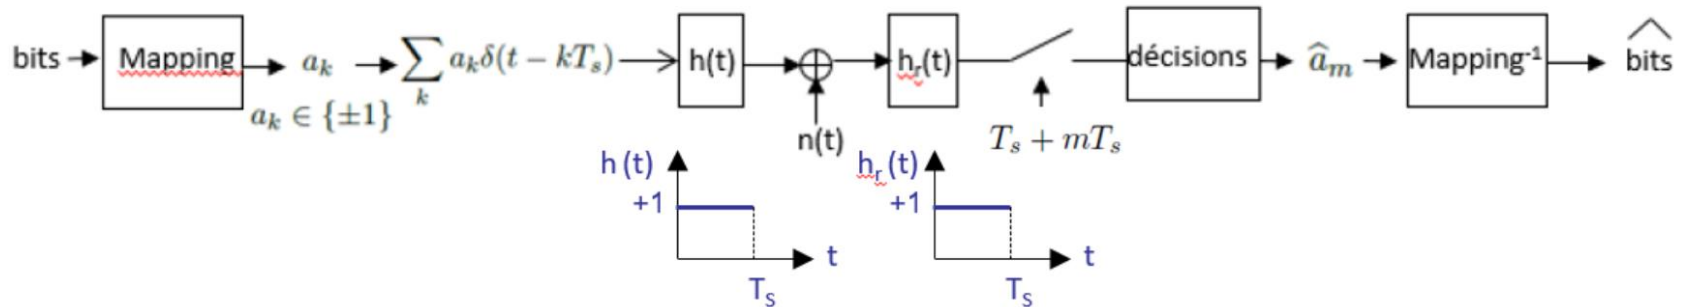 bits Mapping a_k ∑_k a_kδ(t − kT_s) h(t) h_r(t) décisions â_m Mapping⁻¹ bits^
a_k ∈ {±1}
n(t) T_s + mT_s
h (t) h_r (t)
+1 +1
t t
T_S T_S